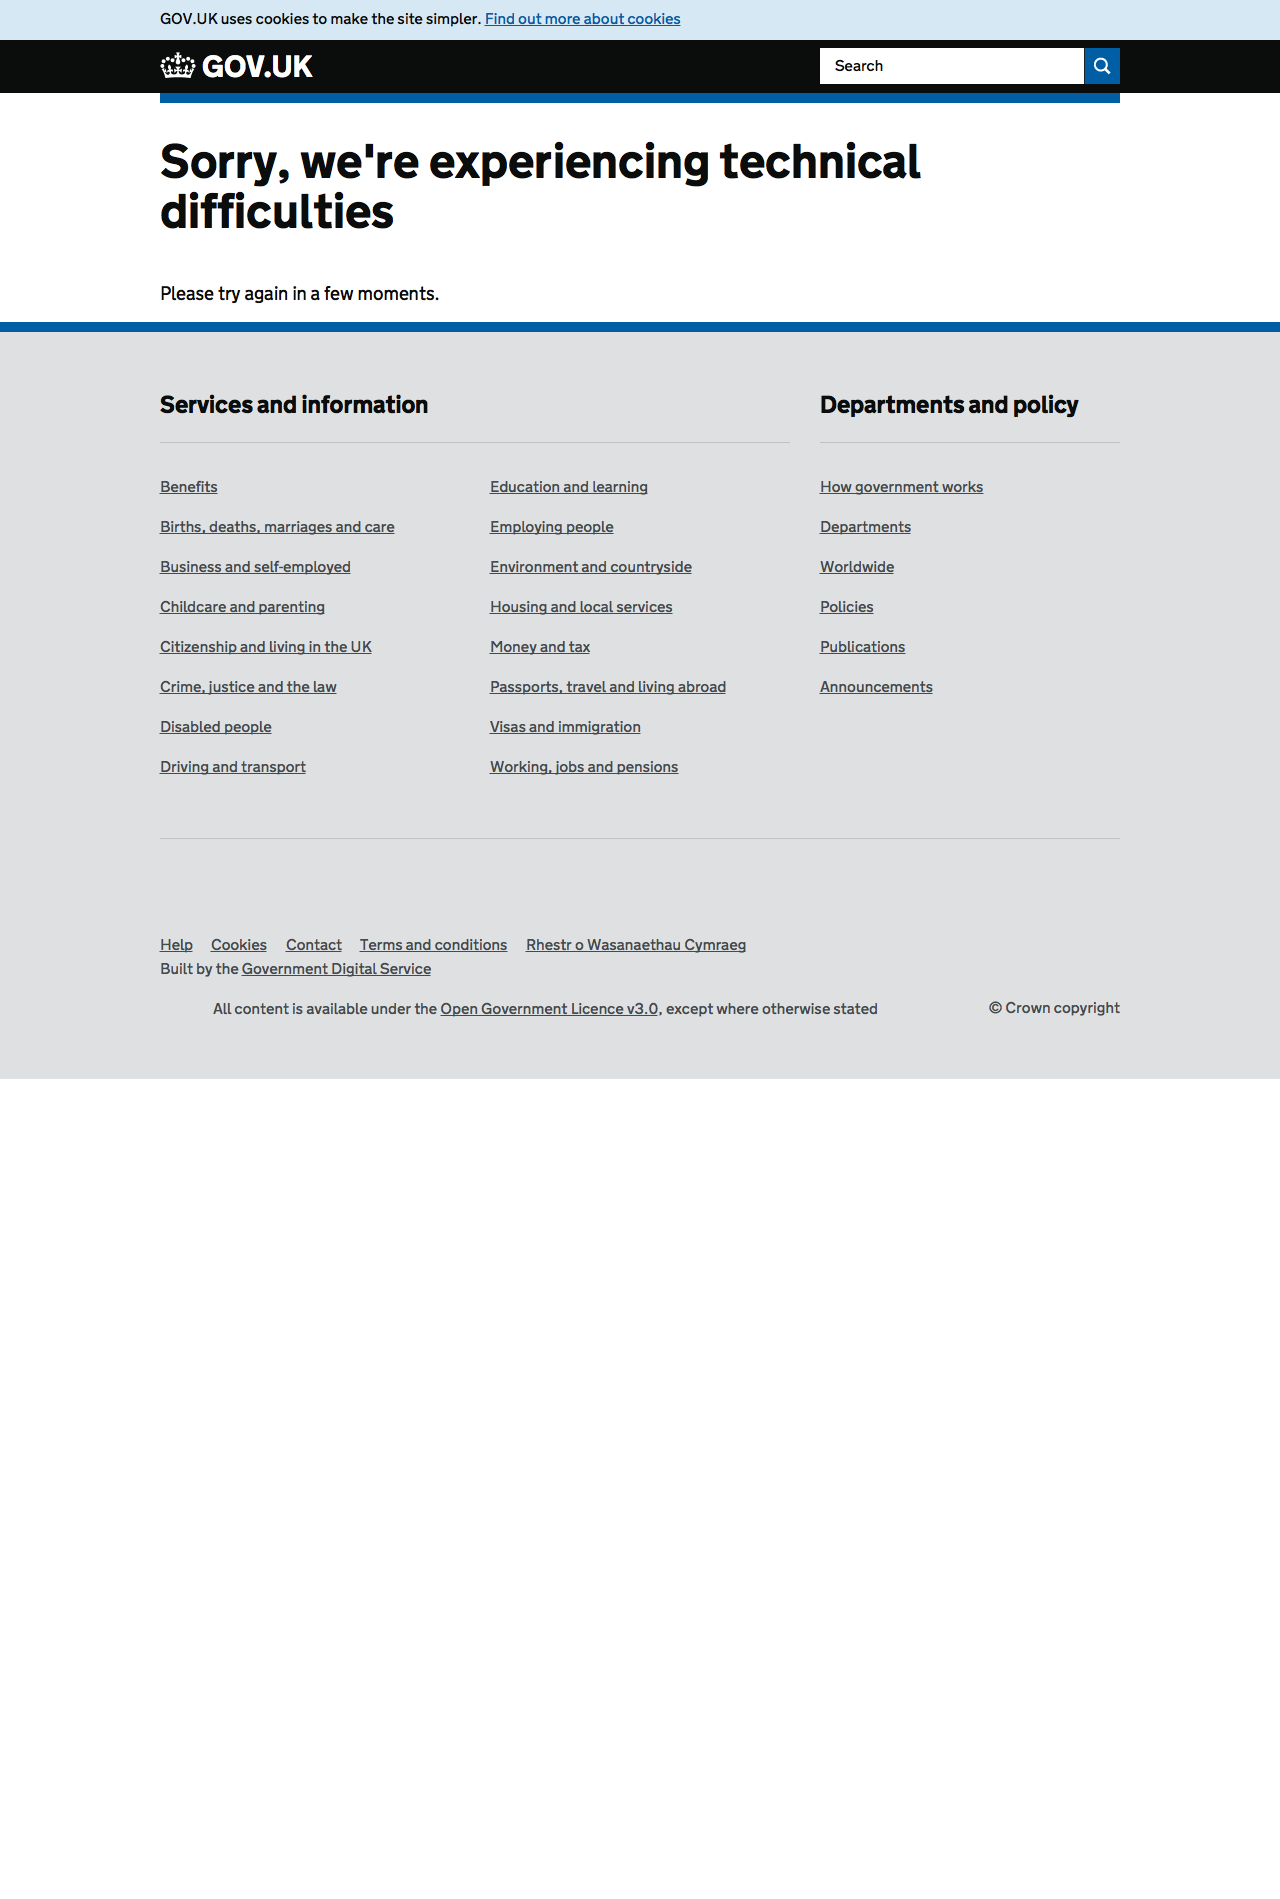 GOV.UK uses cookies to make the site simpler. Find out more about cookies
GOV.UK
Search
Sorry, we're experiencing technical
difficulties
Please try again in a few moments.
Services and information
Benefits
Births, deaths, marriages and care
Business and self-employed
Childcare and parenting
Citizenship and living in the UK
Crime, justice and the law
Disabled people
Driving and transport
Education and learning
Employing people
Environment and countryside
Housing and local services
Money and tax
Passports, travel and living abroad
Visas and immigration
Working, jobs and pensions
Departments and policy
How government works
Departments
Worldwide
Policies
Publications
Announcements
Help Cookies Contact Terms and conditions Rhestr o Wasanaethau Cymraeg
Built by the Government Digital Service
All content is available under the Open Government Licence v3.0, except where otherwise stated
© Crown copyright